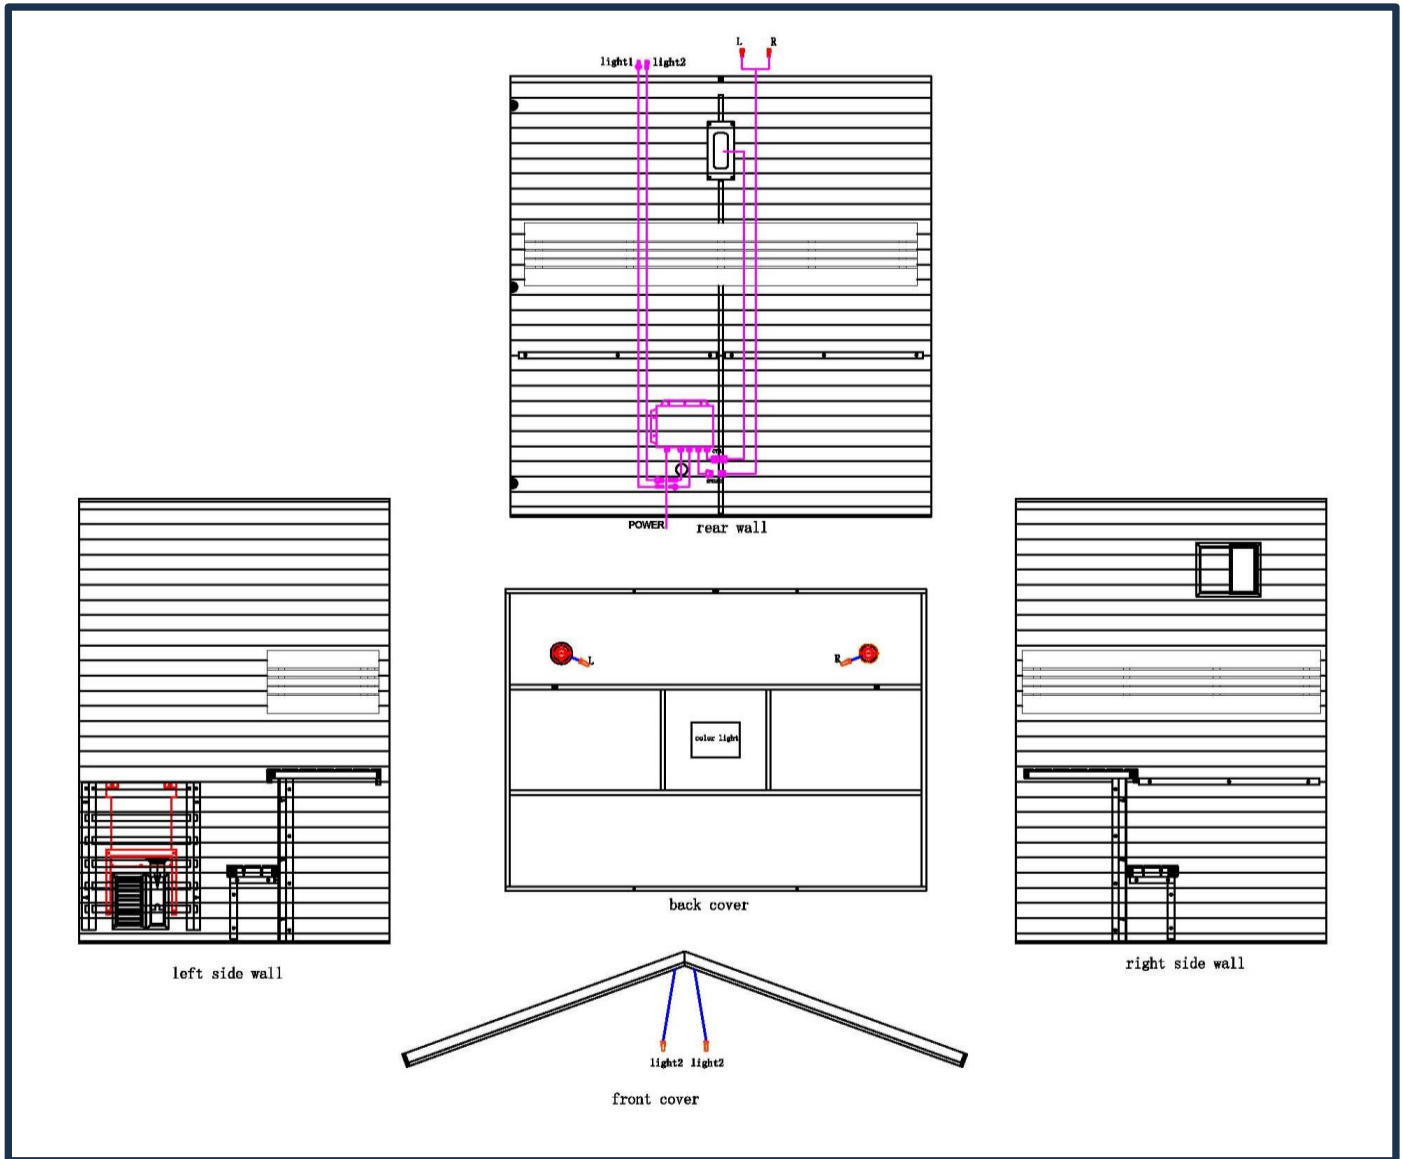 L R
light1 light2
POWER
rear wall
L R
color light
back cover
left side wall
right side wall
light2 light2
front cover